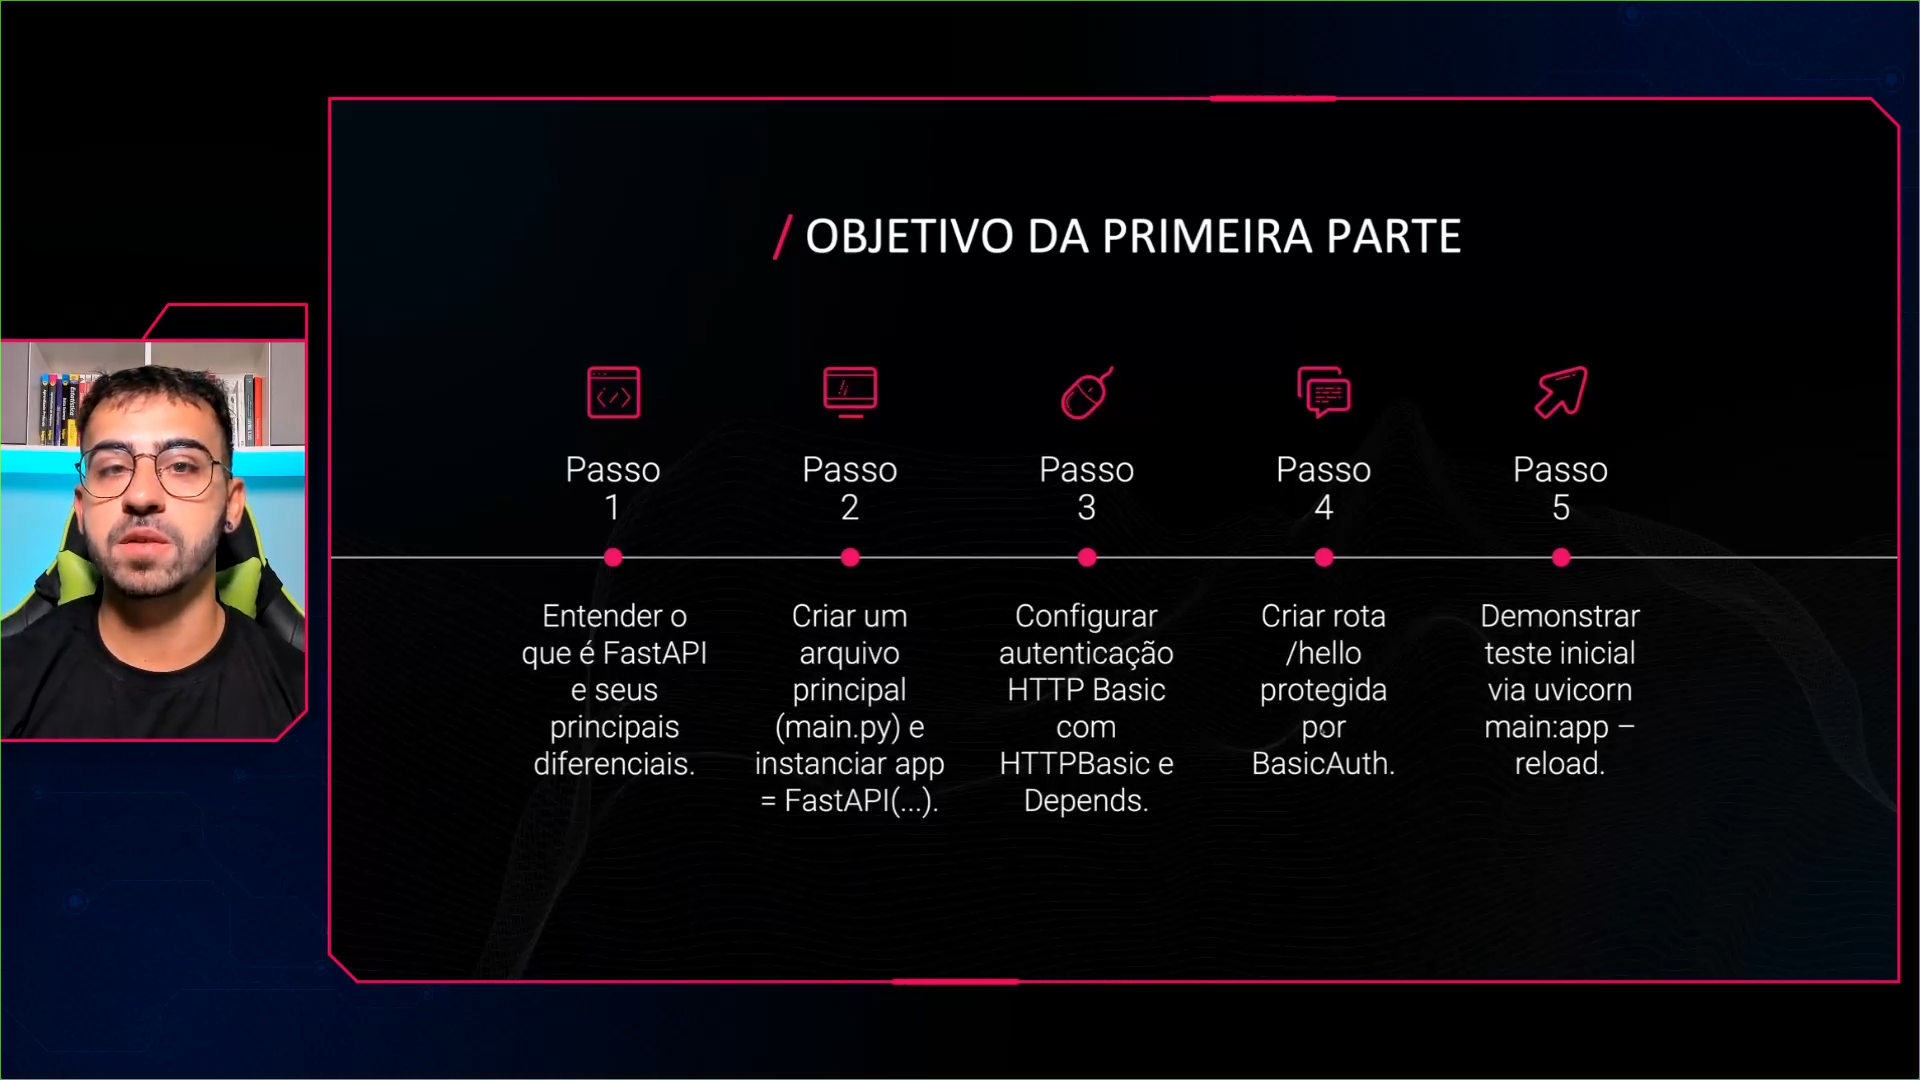 / OBJETIVO DA PRIMEIRA PARTE
Passo
1
Passo
2
Passo
3
Passo
4
Passo
5
Entender o
que é FastAPI
e seus
principais
diferenciais.
Criar um
arquivo
principal
(main.py) e
instanciar app
= FastAPI(...).
Configurar
autenticação
HTTP Basic
com
HTTPBasic e
Depends.
Criar rota
/hello
protegida
por
BasicAuth.
Demonstrar
teste inicial
via uvicorn
main:app –
reload.
Estatística